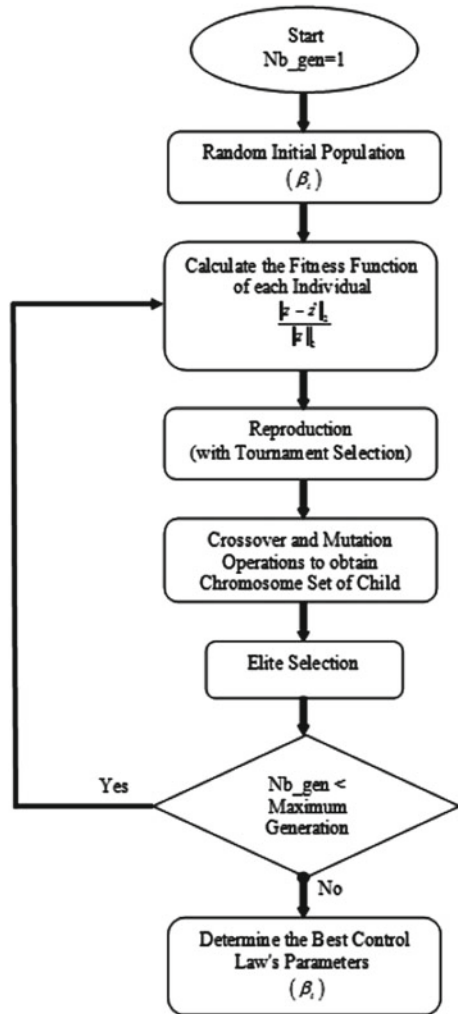 Start
Nb_gen=1
Random Initial Population
(βᵢ)
Calculate the Fitness Function
of each Individual
Reproduction
(with Tournament Selection)
Crossover and Mutation
Operations to obtain
Chromosome Set of Child
Elite Selection
Yes
Nb_gen <
Maximum
Generation
No
Determine the Best Control
Law's Parameters
(βᵢ)